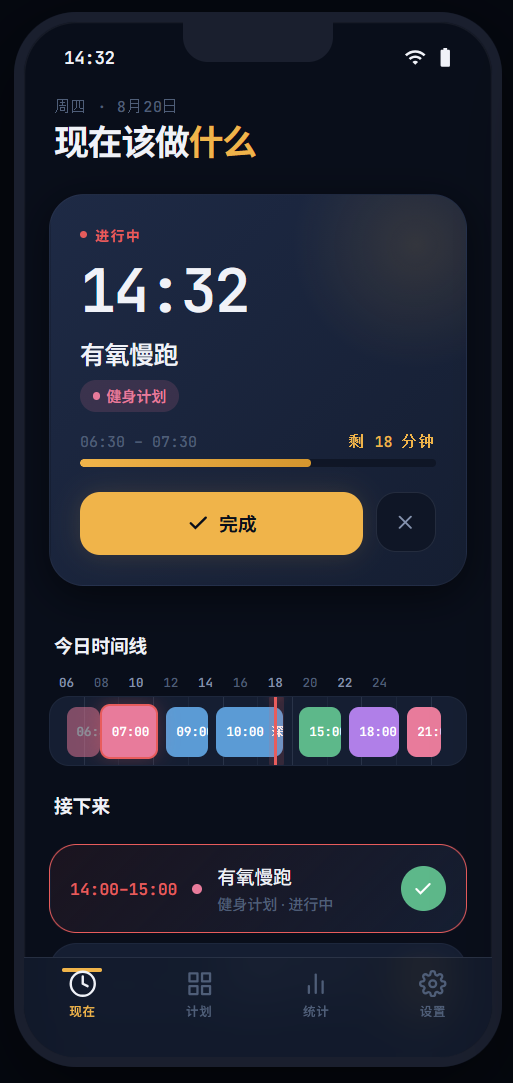 14:32
周四 · 8月20日
现在该做什么
进行中
14:32
有氧慢跑
健身计划
06:30 – 07:30
剩 18 分钟
完成
今日时间线
06 08 10 12 14 16 18 20 22 24
06: 07:00 09:0 10:00 深 15:0 18:00 21:
接下来
14:00–15:00
有氧慢跑
健身计划 · 进行中
现在 计划 统计 设置